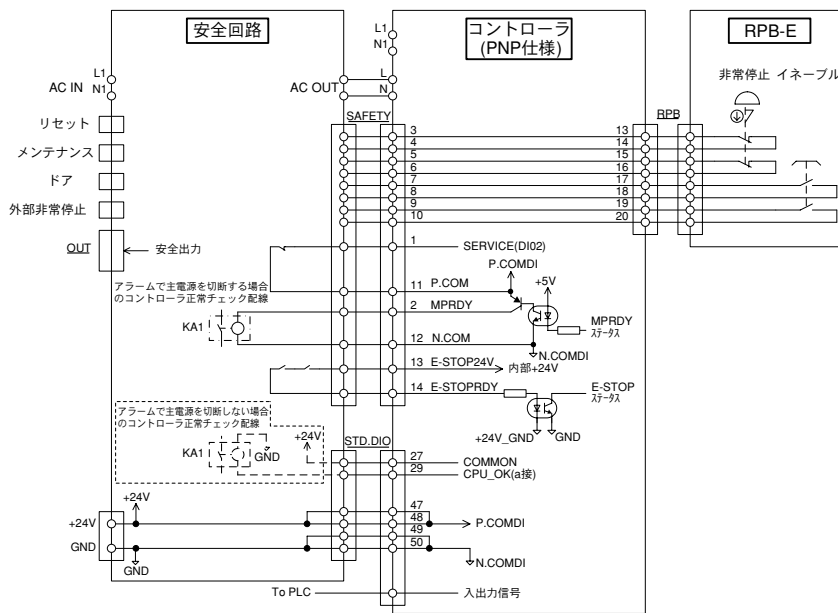 安全回路
コントローラ
(PNP仕様)
RPB-E
L1
N1
L1
N1
AC IN
AC OUT
L
N
非常停止 イネーブル
リセット
メンテナンス
ドア
外部非常停止
OUT
安全出力
SAFETY
RPB
3
4
5
6
7
8
9
10
13
14
15
16
17
18
19
20
1
SERVICE(DI02)
P.COMDI
+5V
アラームで主電源を切断する場合
のコントローラ正常チェック配線
11
P.COM
2
MPRDY
KA1
MPRDY
ステータス
12
N.COM
N.COMDI
13
E-STOP24V
内部+24V
14
E-STOPRDY
E-STOP
ステータス
+24V_GND
GND
アラームで主電源を切断しない場合
のコントローラ正常チェック配線
+24V
KA1
GND
STD.DIO
27
COMMON
29
CPU_OK(a接)
+24V
+24V
GND
GND
47
48
49
50
P.COMDI
N.COMDI
To PLC
入出力信号